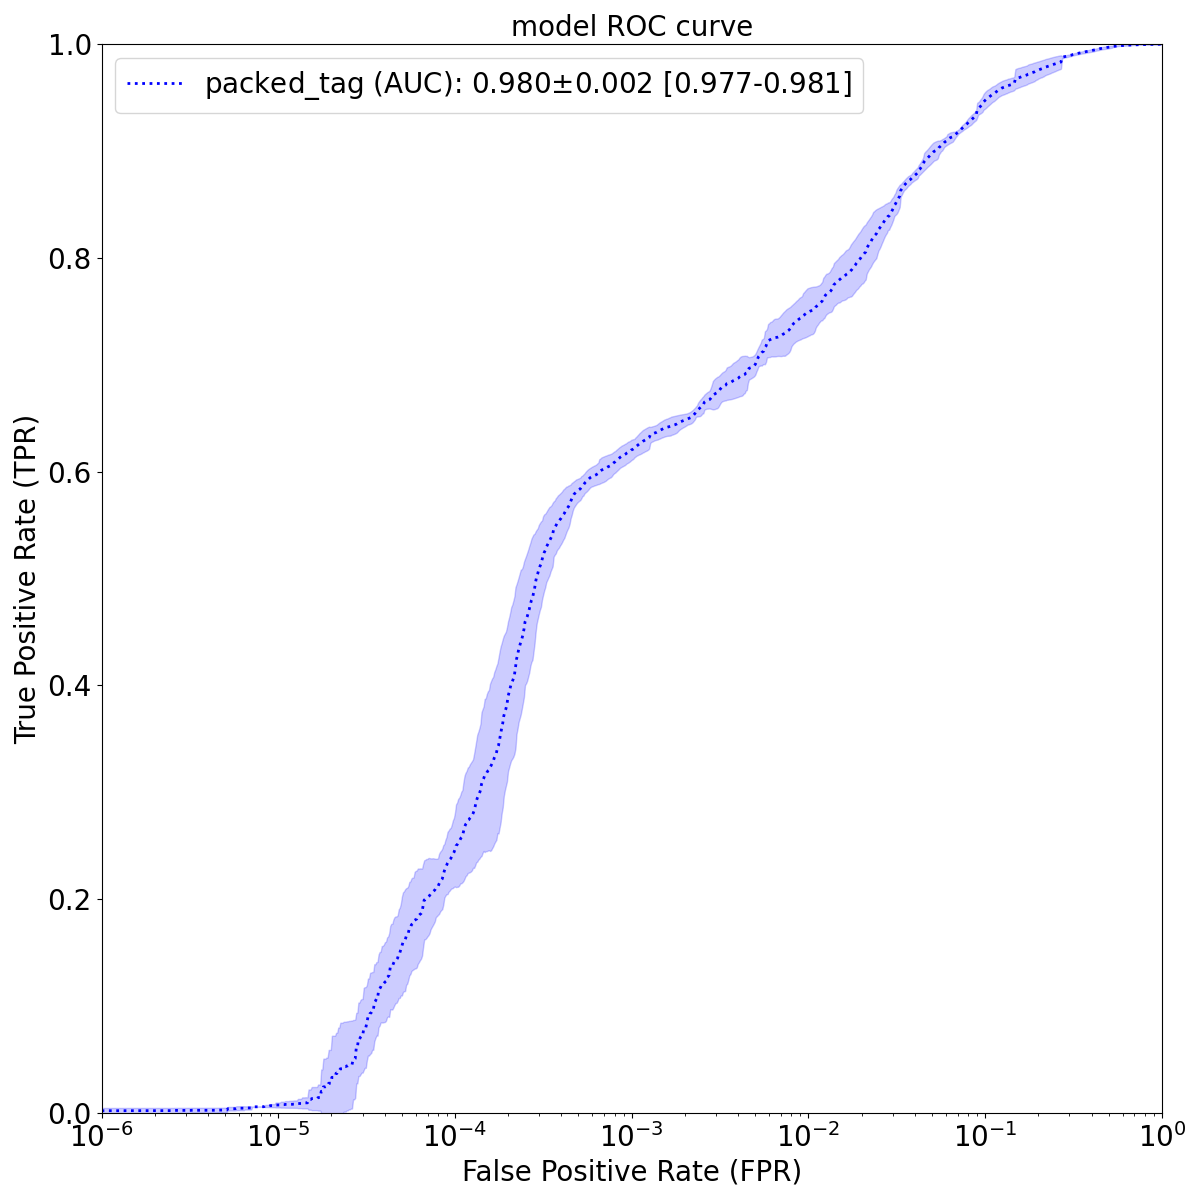 model ROC curve
packed_tag (AUC): 0.980±0.002 [0.977-0.981]
True Positive Rate (TPR)
1.0
0.8
0.6
0.4
0.2
0.0
10⁻⁶ 10⁻⁵ 10⁻⁴ 10⁻³ 10⁻² 10⁻¹ 10⁰
False Positive Rate (FPR)